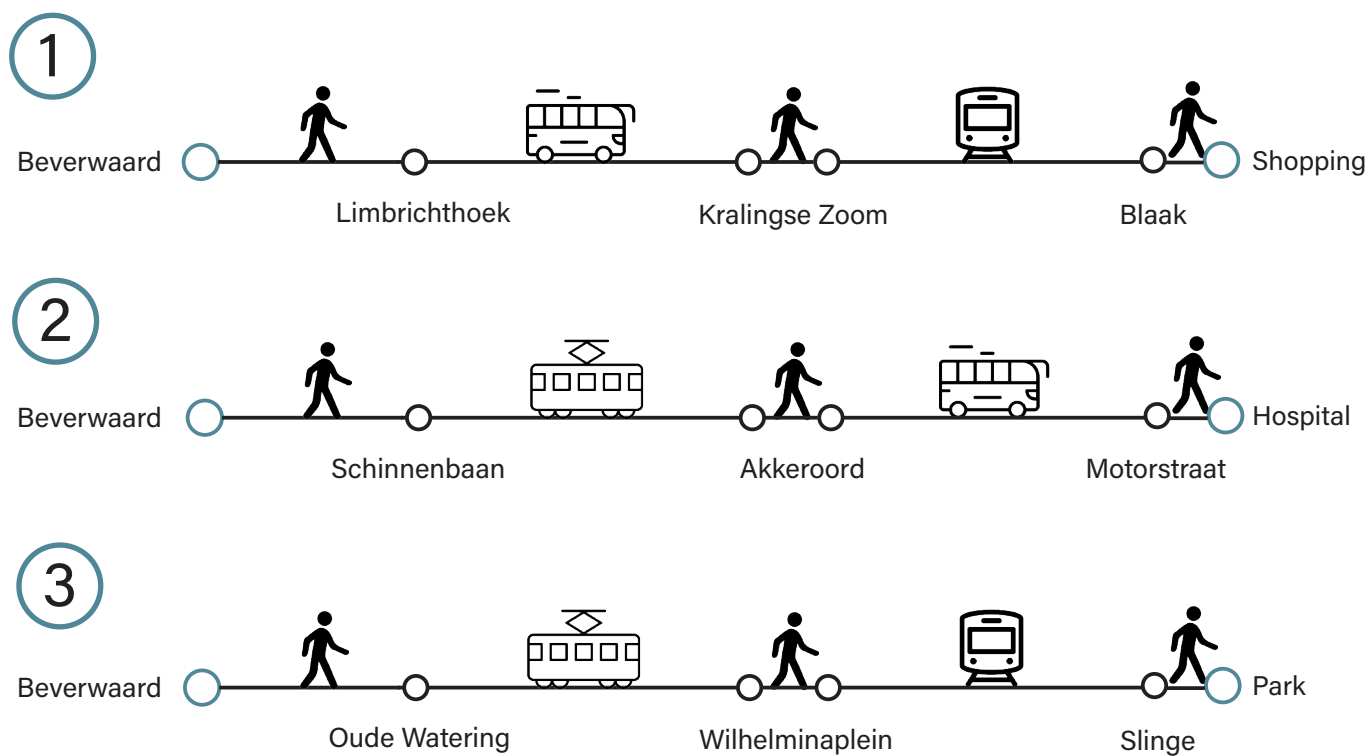 1
Beverwaard
Shopping
Limbrichthoek
Kralingse Zoom
Blaak
2
Beverwaard
Hospital
Schinnenbaan
Akkeroord
Motorstraat
3
Beverwaard
Park
Oude Watering
Wilhelminaplein
Slinge